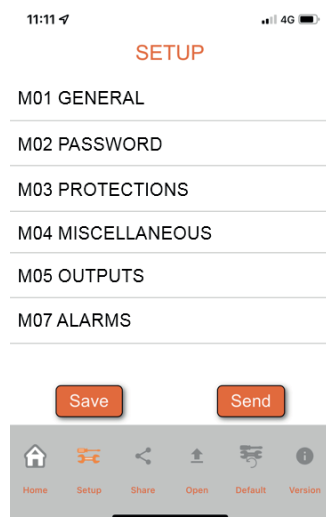 11:11 4G
SETUP
M01 GENERAL
M02 PASSWORD
M03 PROTECTIONS
M04 MISCELLANEOUS
M05 OUTPUTS
M07 ALARMS
Save Send
Home Setup Share Open Default Version